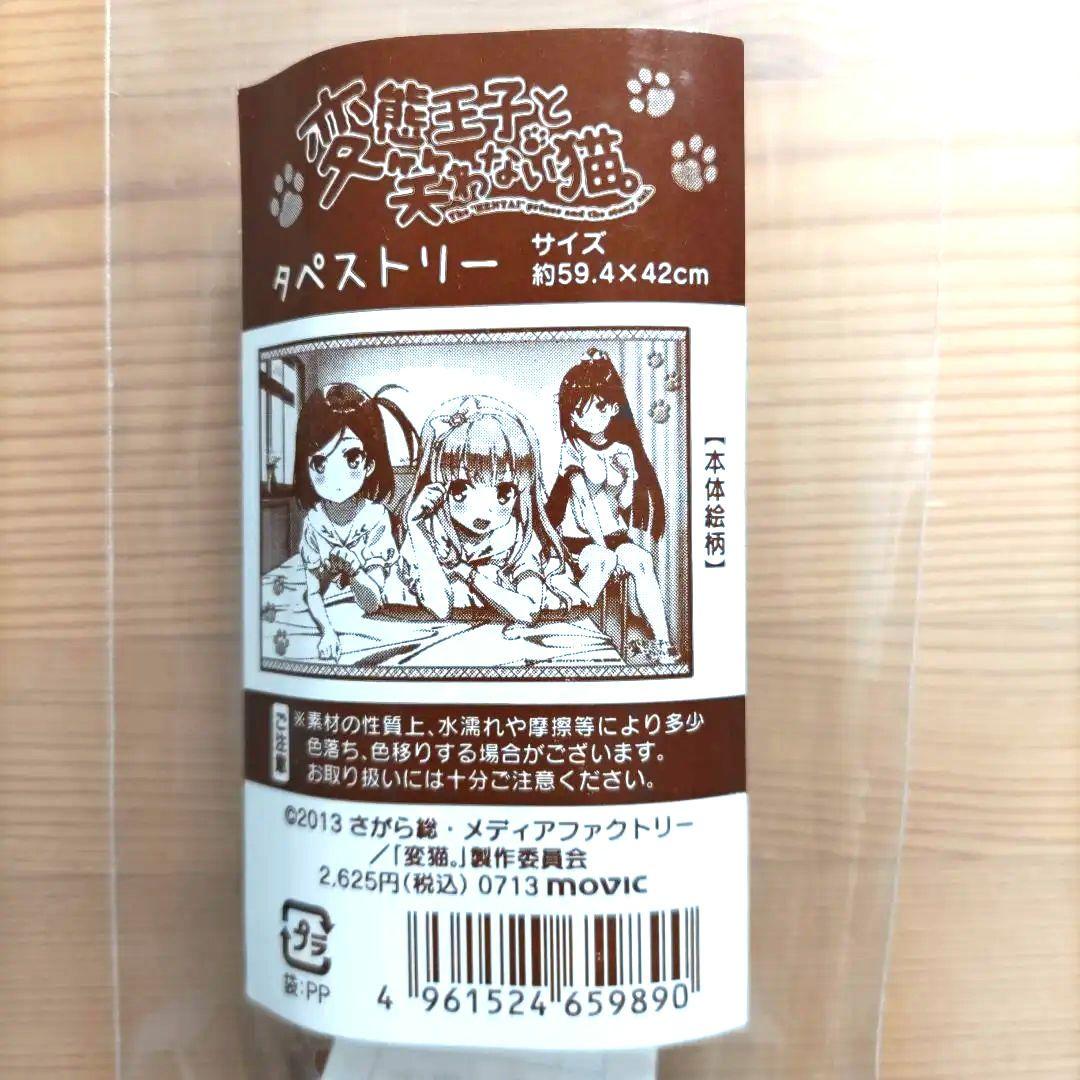 変態王子と
笑わない猫。
The "HENTAI" prince and the stony cat.
タペストリー
サイズ
約59.4×42cm
【本体絵柄】
ご注意
※素材の性質上、水濡れや摩擦等により多少
色落ち、色移りする場合がございます。
お取り扱いには十分ご注意ください。
©2013 さがら総・メディアファクトリー
／「変猫。」製作委員会
2,625円(税込) 0713 movic
プラ
袋:PP
4 961524 659890